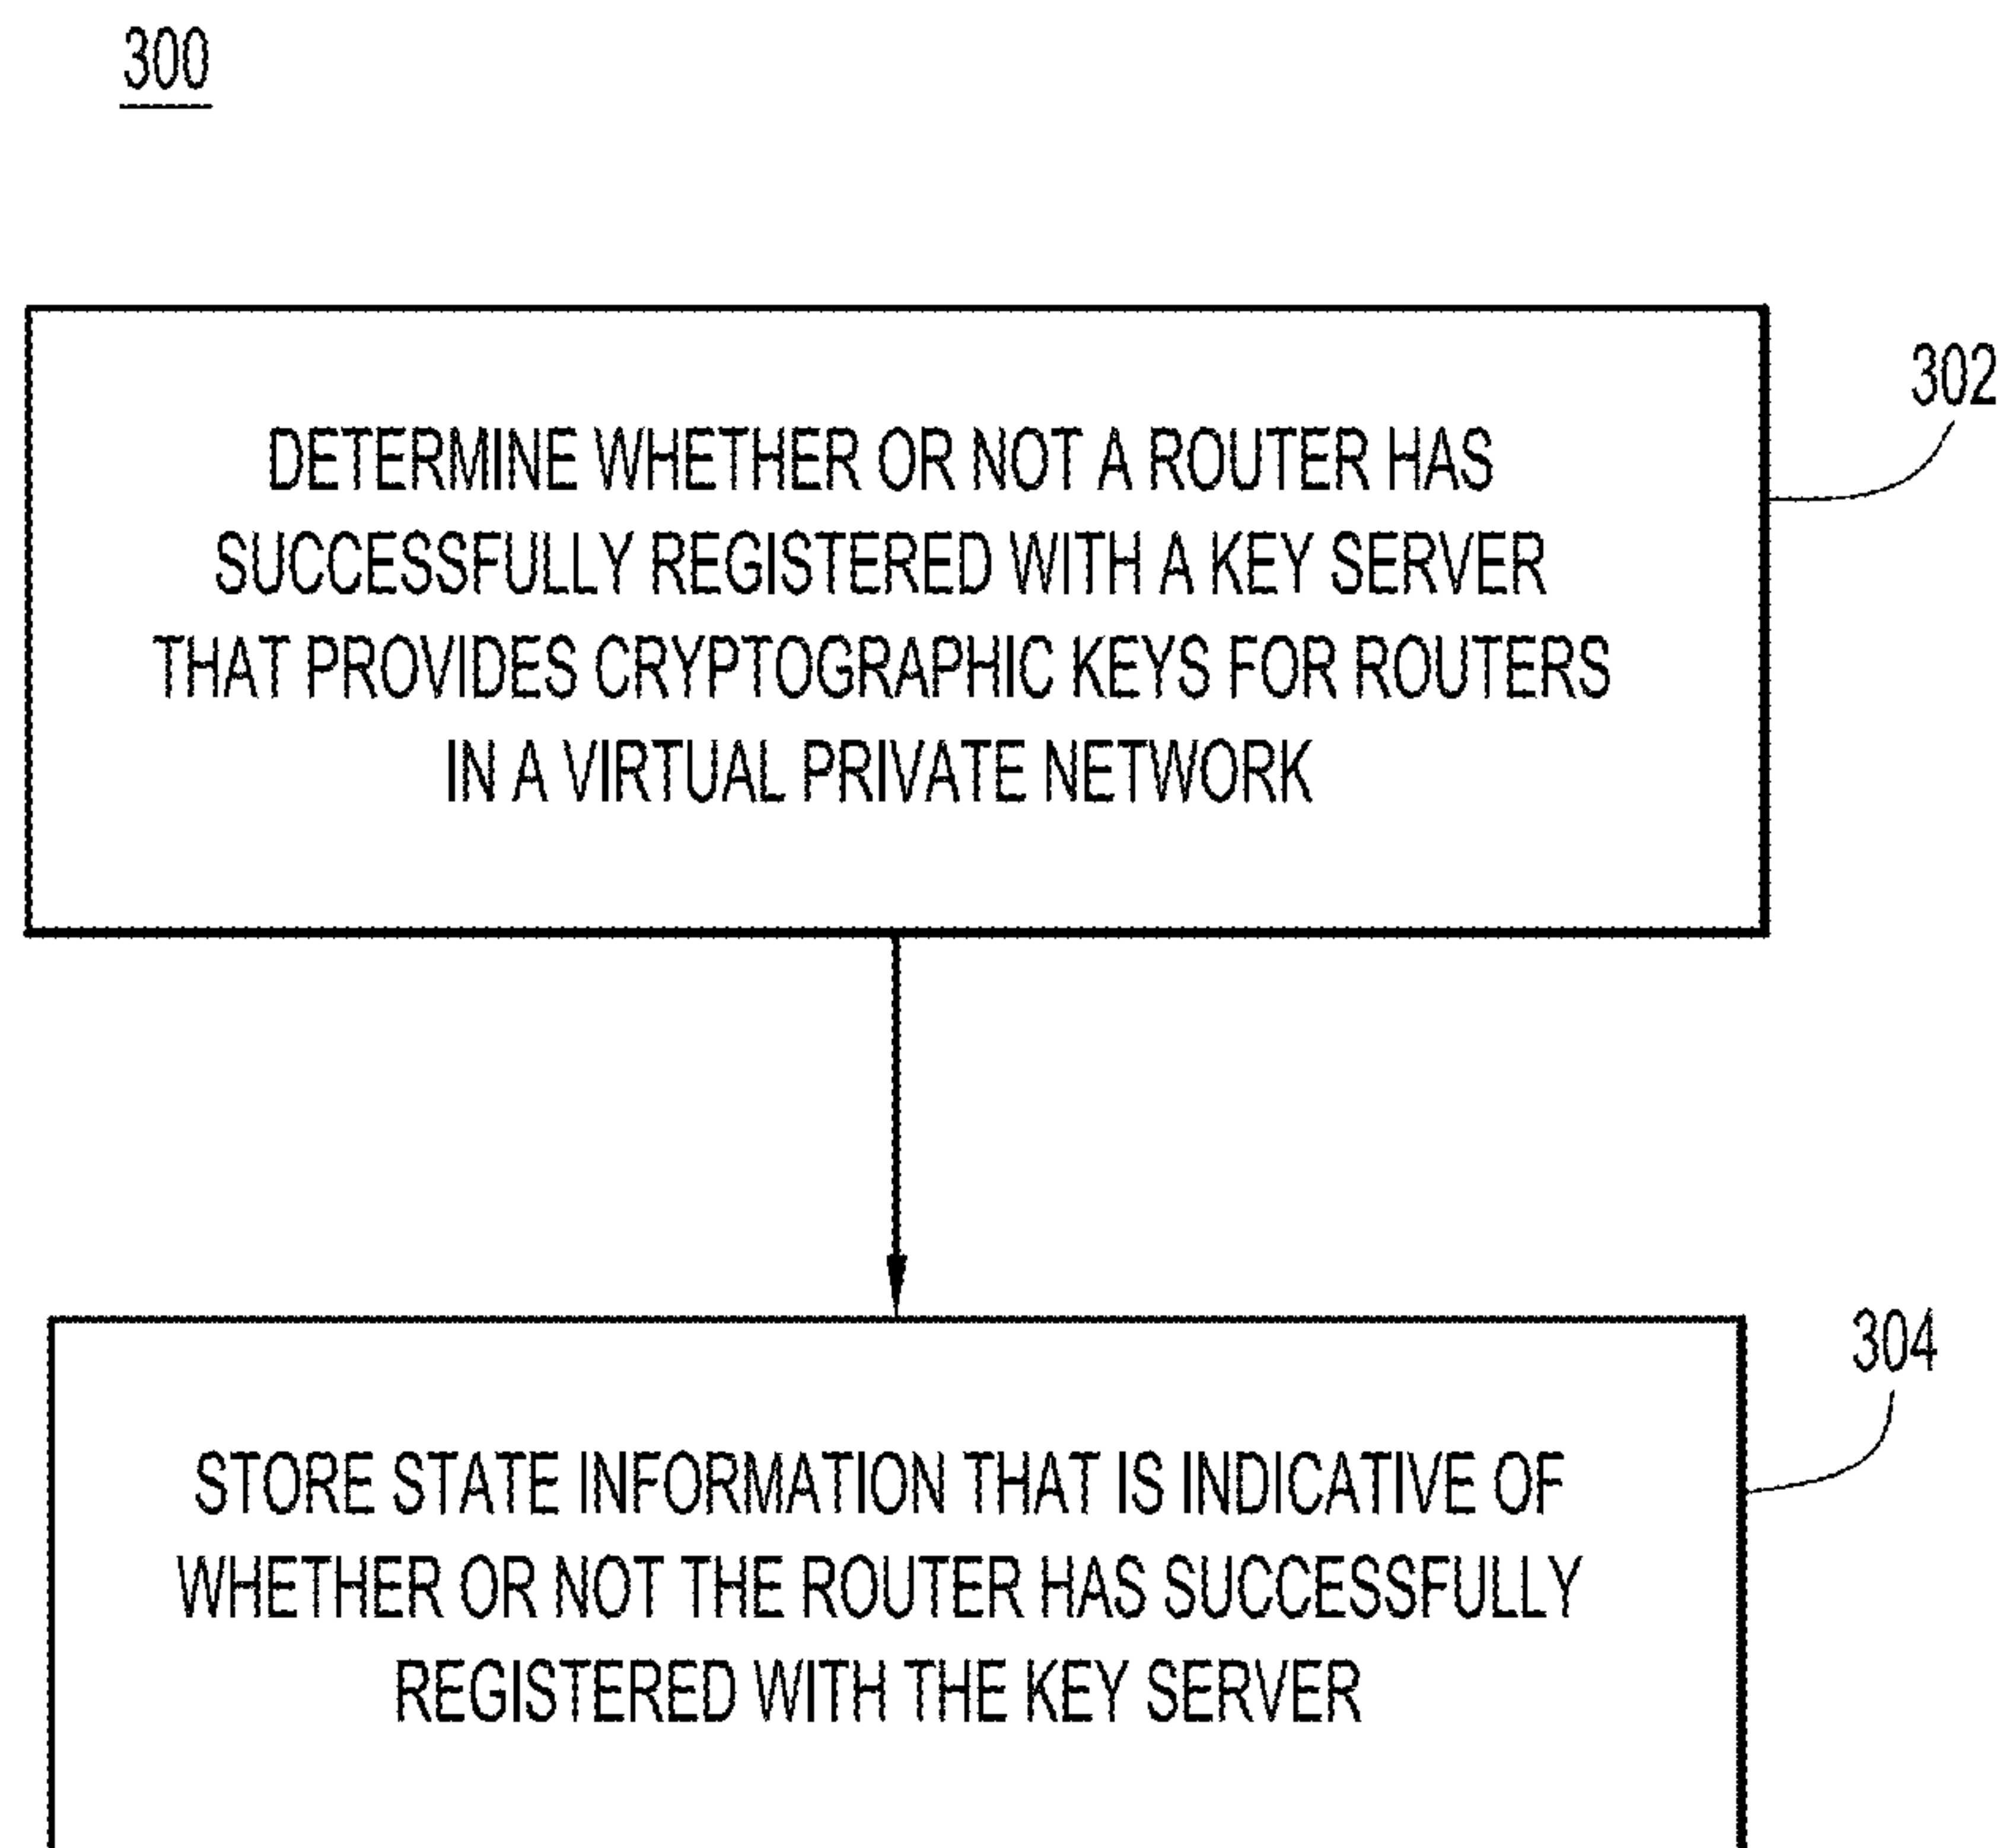 300
302
DETERMINE WHETHER OR NOT A ROUTER HAS
SUCCESSFULLY REGISTERED WITH A KEY SERVER
THAT PROVIDES CRYPTOGRAPHIC KEYS FOR ROUTERS
IN A VIRTUAL PRIVATE NETWORK
304
STORE STATE INFORMATION THAT IS INDICATIVE OF
WHETHER OR NOT THE ROUTER HAS SUCCESSFULLY
REGISTERED WITH THE KEY SERVER